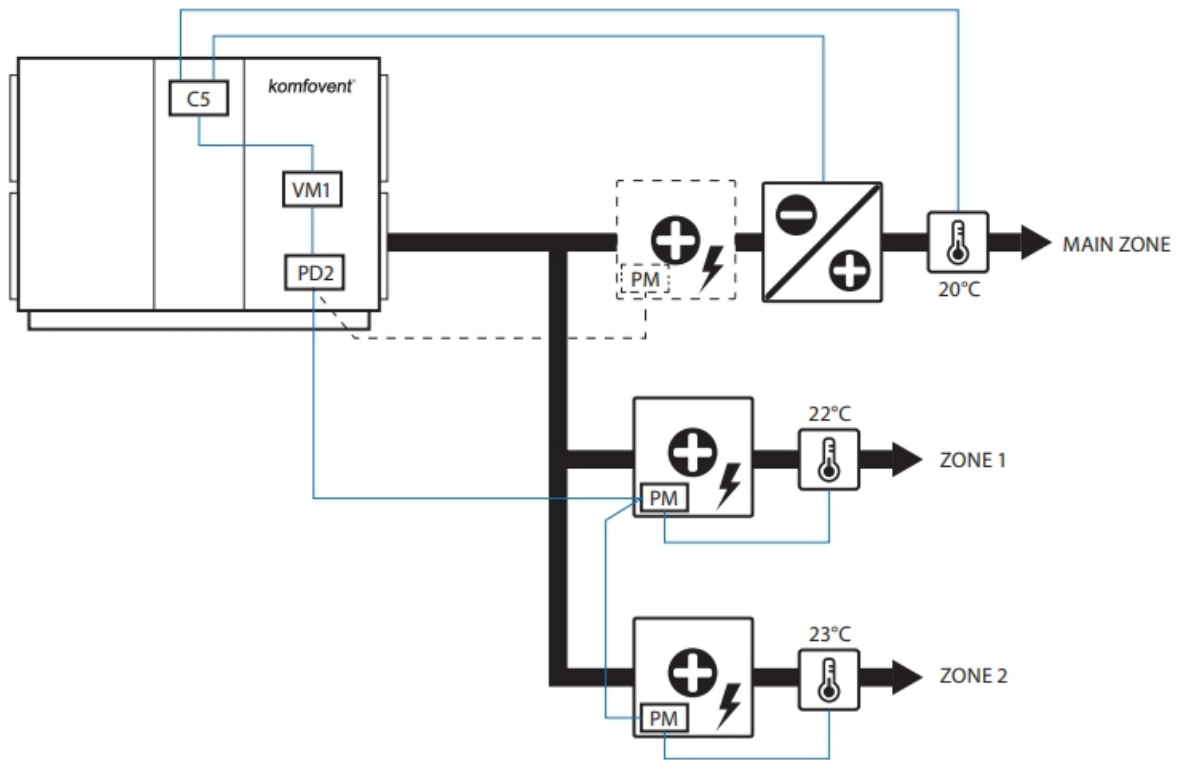 komfovent
C5
VM1
PD2
PM
MAIN ZONE
20°C
22°C
ZONE 1
PM
23°C
ZONE 2
PM